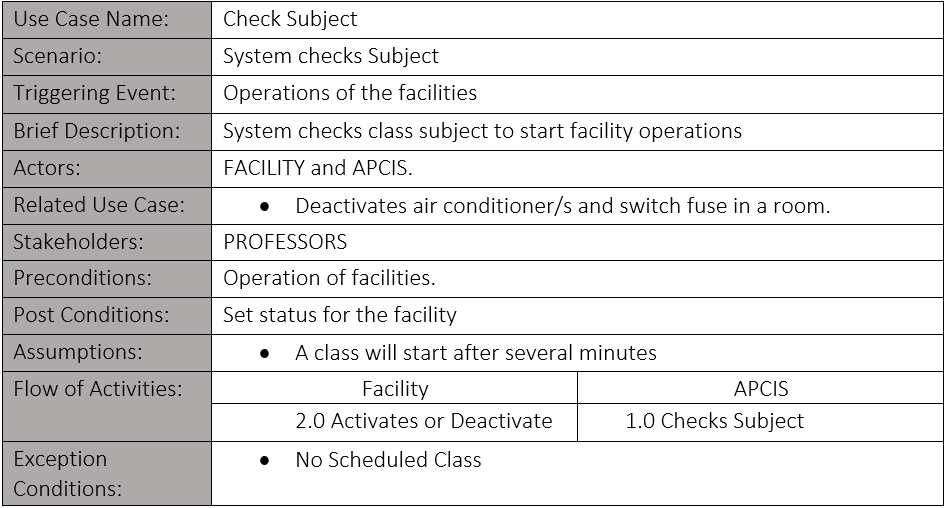 Use Case Name: Check Subject
Scenario: System checks Subject
Triggering Event: Operations of the facilities
Brief Description: System checks class subject to start facility operations
Actors: FACILITY and APCIS.
Related Use Case: • Deactivates air conditioner/s and switch fuse in a room.
Stakeholders: PROFESSORS
Preconditions: Operation of facilities.
Post Conditions: Set status for the facility
Assumptions: • A class will start after several minutes
Flow of Activities: Facility APCIS
2.0 Activates or Deactivate 1.0 Checks Subject
Exception • No Scheduled Class
Conditions: